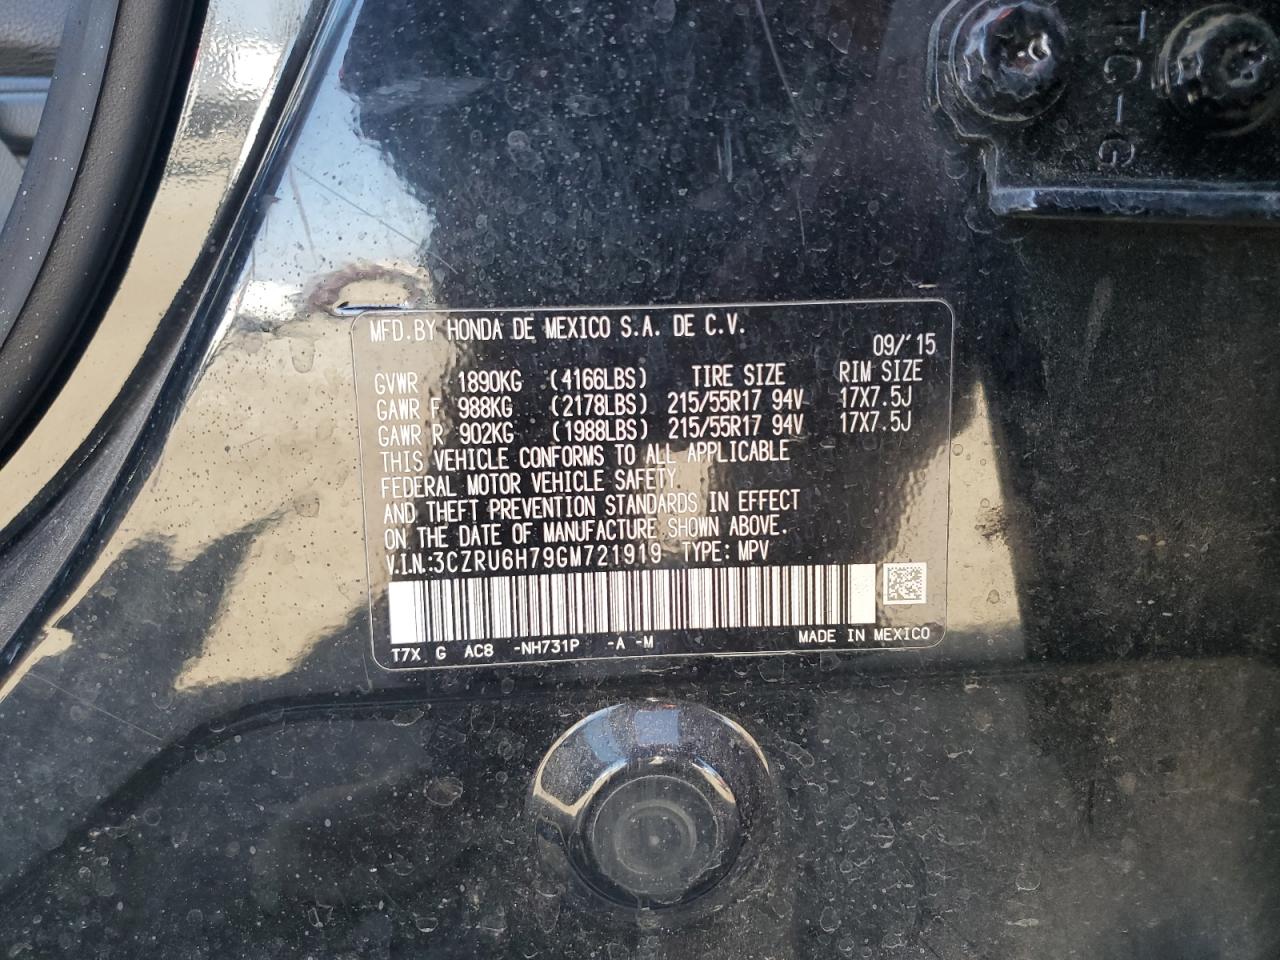 MFD. BY HONDA DE MEXICO S.A. DE C.V.
09/'15
GVWR 1890KG (4166LBS) TIRE SIZE RIM SIZE
GAWR F 988KG (2178LBS) 215/55R17 94V 17X7.5J
GAWR R 902KG (1988LBS) 215/55R17 94V 17X7.5J
THIS VEHICLE CONFORMS TO ALL APPLICABLE
FEDERAL MOTOR VEHICLE SAFETY
AND THEFT PREVENTION STANDARDS IN EFFECT
ON THE DATE OF MANUFACTURE SHOWN ABOVE.
V.I.N.:3CZRU6H79GM721919 TYPE: MPV
T7X G AC8 -NH731P -A -M MADE IN MEXICO